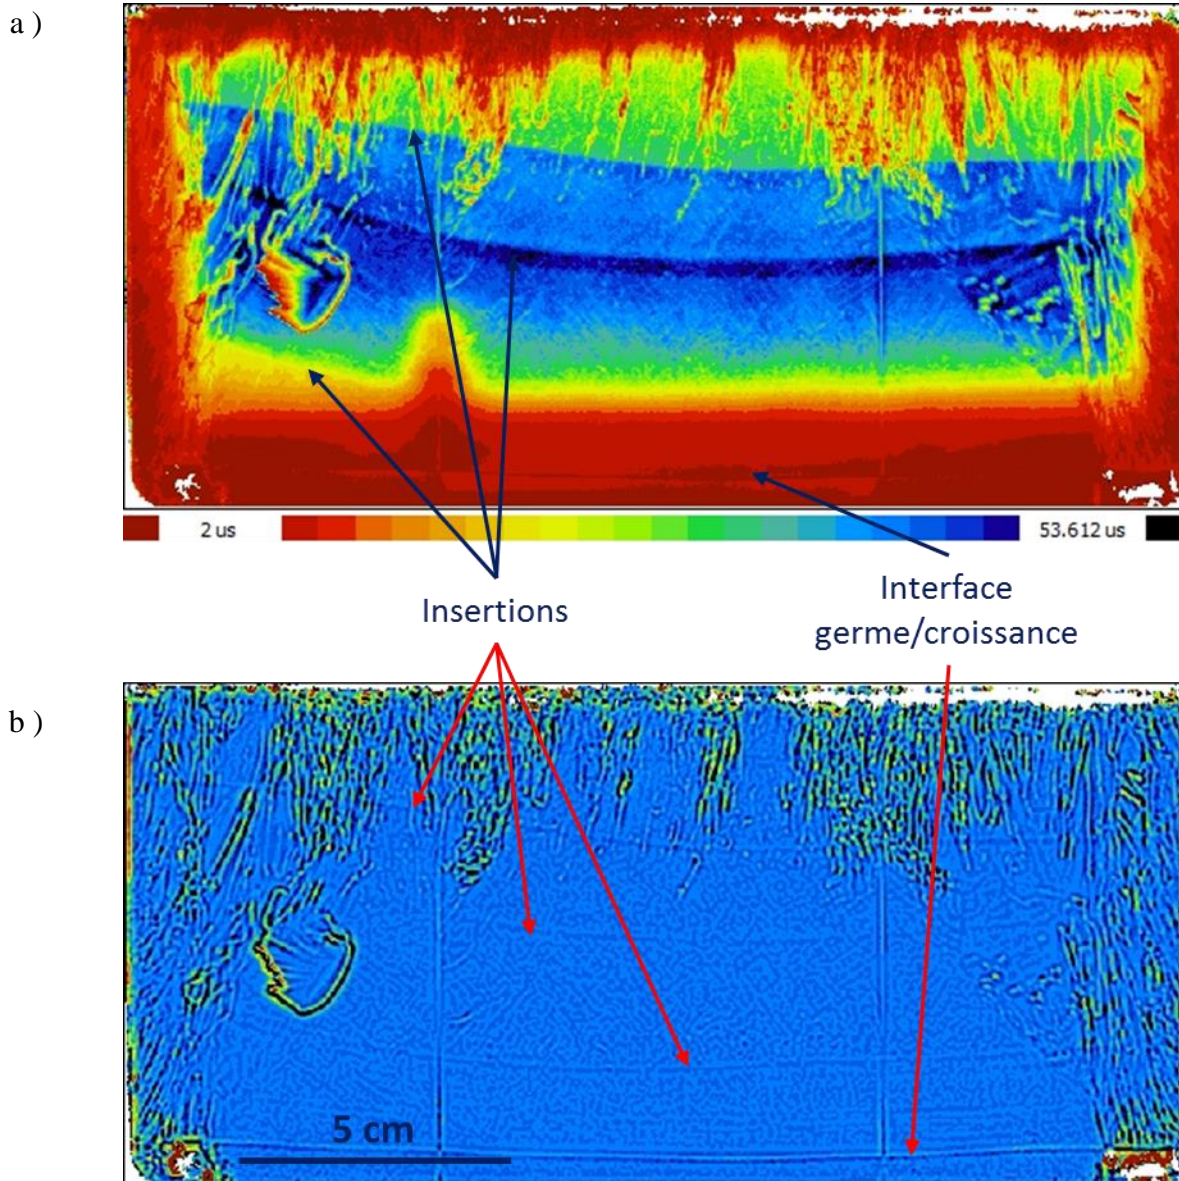 a )
2 us
53.612 us
Insertions
Interface
germe/croissance
b )
5 cm